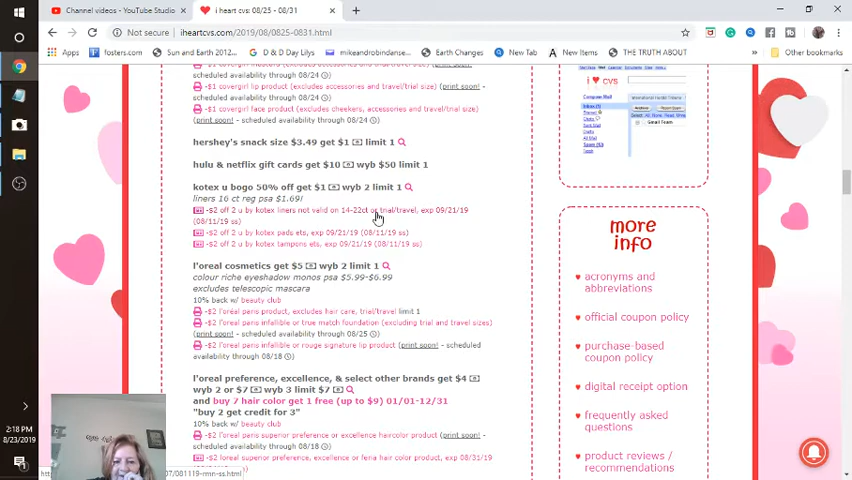 Channel videos - YouTube Studio
i heart cvs: 08/25 - 08/31
Not secure
iheartcvs.com/2019/08/0825-0831.html
Apps
fosters.com
Sun and Earth 2032...
D & D Day Lilys
mikeandrobindanse...
Earth Changes
New Tab
New Items
THE TRUTH ABOUT
Other bookmarks
scheduled availability through 08/24
-$1 covergirl lip product (excludes accessories and travel/trial size) (print soon! -
scheduled availability through 08/24
-$1 covergirl face product (excludes cheekers, accessories and travel/trial size)
(print soon! - scheduled availability through 08/24
hershey's snack size $3.49 get $1 limit 1
hulu & netflix gift cards get $10 wyb $50 limit 1
kotex u bogo 50% off get $1 wyb 2 limit 1
liners 16 ct reg psa $1.69!
-$2 off 2 u by kotex liners not valid on 14-22ct or trial/travel, exp 09/21/19
(08/11/19 ss)
-$2 off 2 u by kotex pads ets, exp 09/21/19 (08/11/19 ss)
-$2 off 2 u by kotex tampons ets, exp 09/21/19 (08/11/19 ss)
l'oreal cosmetics get $5 wyb 2 limit 1
colour riche eyeshadow monos psa $5.99-$6.99
excludes telescopic mascara
10% back w/ beauty club
-$2 l'oreal paris product, excludes hair care, trial/travel limit 1
-$2 l'oreal paris infallible or true match foundation (excluding trial and travel sizes)
(print soon! - scheduled availability through 08/25
-$2 l'oreal paris infallible or rouge signature lip product (print soon! - scheduled
availability through 08/18
l'oreal preference, excellence, & select other brands get $4
wyb 2 or $7 wyb 3 limit $7
and buy 7 hair color get 1 free (up to $9) 01/01-12/31
"buy 2 get credit for 3"
10% back w/ beauty club
-$2 l'oreal paris superior preference or excellence haircolor product (print soon! -
scheduled availability through 08/18
-$2 l'oreal superior preference, excellence or feria hair color product, exp 08/31/19
i cvs
more
info
acronyms and
abbreviations
official coupon policy
purchase-based
coupon policy
digital receipt option
frequently asked
questions
product reviews /
recommendations
2:18 PM
8/23/2019
07/081119-rmn-ss.html